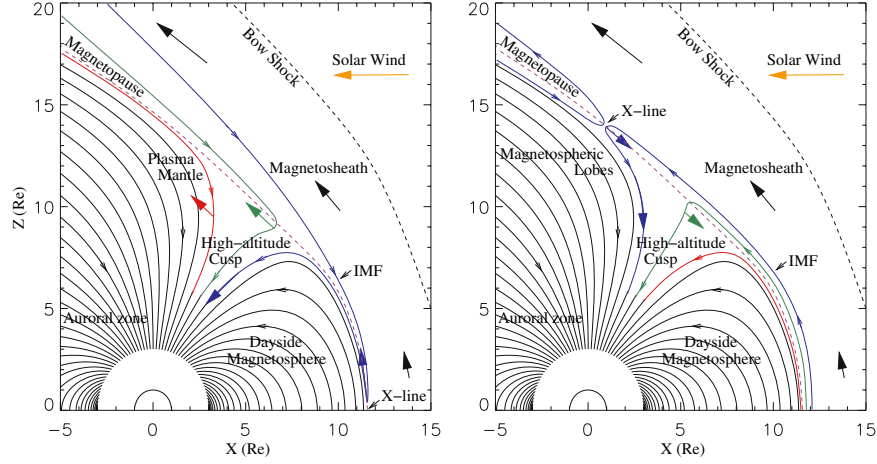 20
15
10
5
0
Z (Re)
-5
0
5
10
15
X (Re)
Magnetopause
Bow Shock
Solar Wind
Plasma
Mantle
Magnetosheath
High-altitude
Cusp
IMF
Auroral zone
Dayside
Magnetosphere
X-line
20
15
10
5
0
-5
0
5
10
15
X (Re)
Magnetopause
Bow Shock
Solar Wind
X-line
Magnetospheric
Lobes
Magnetosheath
High-altitude
Cusp
IMF
Auroral zone
Dayside
Magnetosphere